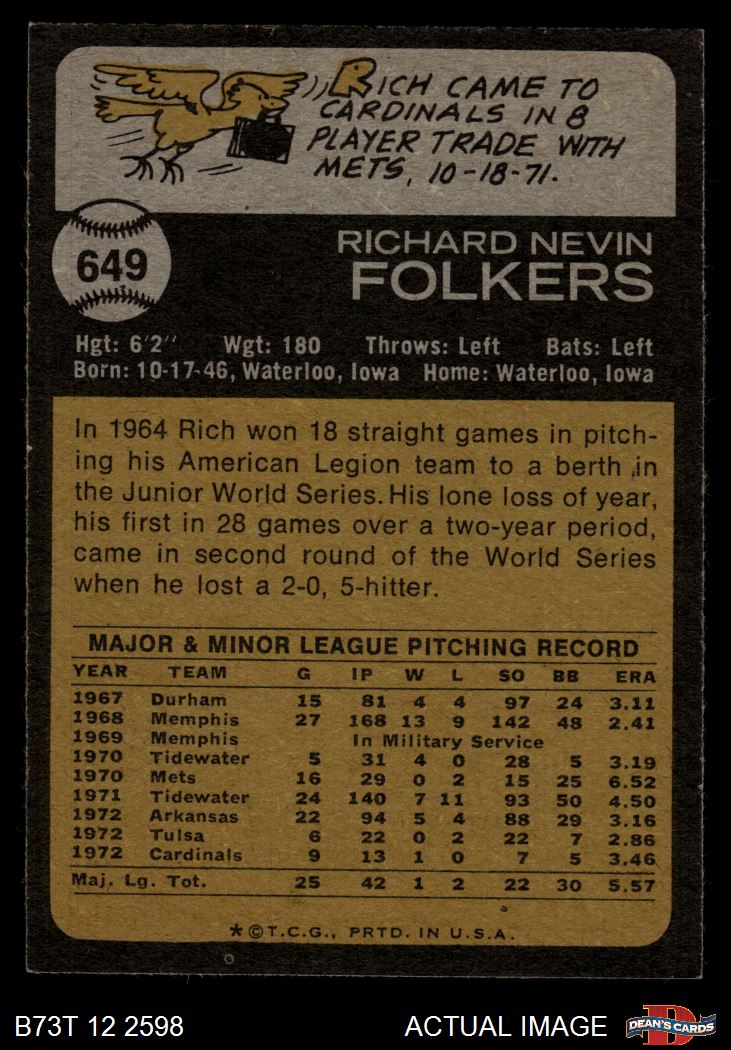 RICH CAME TO
CARDINALS IN 8
PLAYER TRADE WITH
METS, 10-18-71.
649
RICHARD NEVIN
FOLKERS
Hgt: 6'2'' Wgt: 180 Throws: Left Bats: Left
Born: 10-17-46, Waterloo, Iowa Home: Waterloo, Iowa
In 1964 Rich won 18 straight games in pitch-
ing his American Legion team to a berth in
the Junior World Series. His lone loss of year,
his first in 28 games over a two-year period,
came in second round of the World Series
when he lost a 2-0, 5-hitter.
MAJOR & MINOR LEAGUE PITCHING RECORD
YEAR TEAM G IP W L SO BB ERA
1967 Durham 15 81 4 4 97 24 3.11
1968 Memphis 27 168 13 9 142 48 2.41
1969 Memphis In Military Service
1970 Tidewater 5 31 4 0 28 5 3.19
1970 Mets 16 29 0 2 15 25 6.52
1971 Tidewater 24 140 7 11 93 50 4.50
1972 Arkansas 22 94 5 4 88 29 3.16
1972 Tulsa 6 22 0 2 22 7 2.86
1972 Cardinals 9 13 1 0 7 5 3.46
Maj. Lg. Tot. 25 42 1 2 22 30 5.57
*©T.C.G., PRTD. IN U.S.A.
B73T 12 2598 ACTUAL IMAGE D DEAN'S CARDS